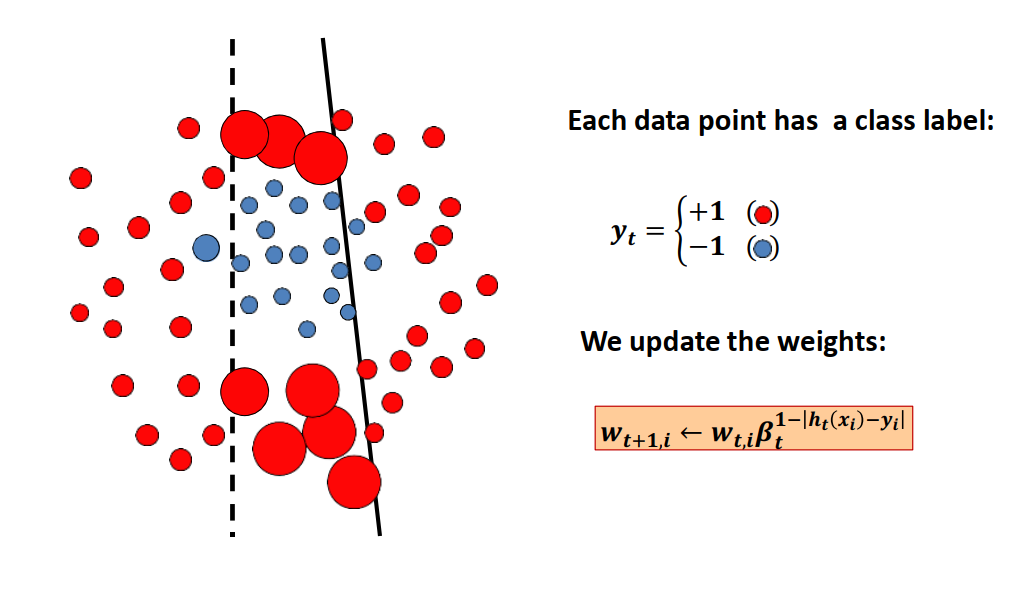 Each data point has a class label:
y_t = { +1 (●)
−1 (●)
We update the weights:
w_{t+1,i} ← w_{t,i} β_t^{1−|h_t(x_i)−y_i|}